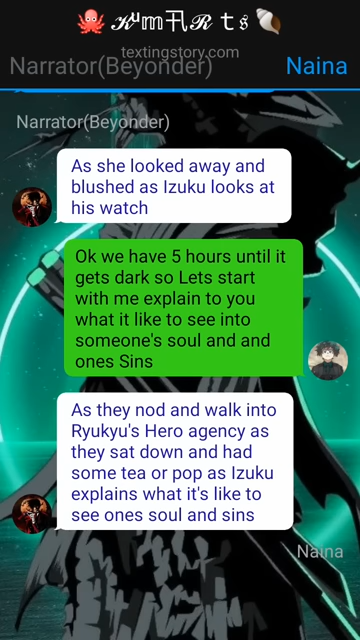 🐙 𝒦ᵘ𝕞卂ℛ 𝕥𝔰 🐚
textingstory.com
Narrator(Beyonder) Naina
Narrator(Beyonder)
As she looked away and
blushed as Izuku looks at
his watch
Ok we have 5 hours until it
gets dark so Lets start
with me explain to you
what it like to see into
someone's soul and and
ones Sins
As they nod and walk into
Ryukyu's Hero agency as
they sat down and had
some tea or pop as Izuku
explains what it's like to
see ones soul and sins
Naina